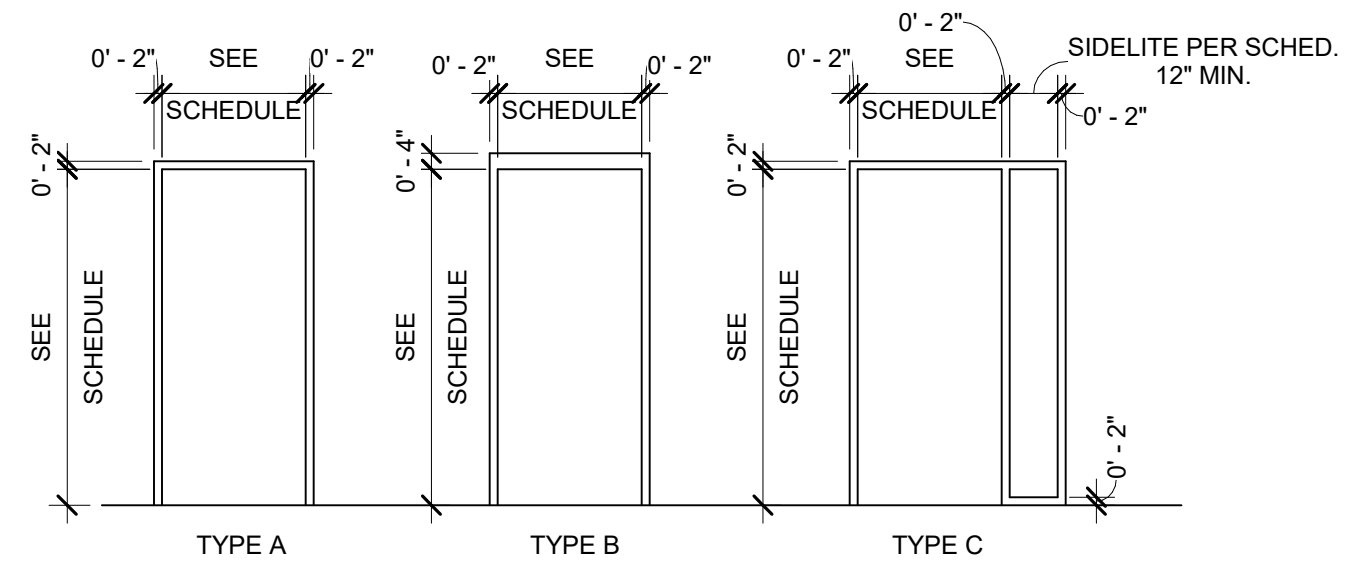 0' - 2"
SEE
SCHEDULE
0' - 2"
0' - 2"
SEE
SCHEDULE
TYPE A
0' - 2"
SEE
SCHEDULE
0' - 2"
0' - 4"
SEE
SCHEDULE
TYPE B
0' - 2"
SEE
SCHEDULE
0' - 2"
SIDELITE PER SCHED.
12" MIN.
0' - 2"
0' - 2"
SEE
SCHEDULE
0' - 2"
TYPE C